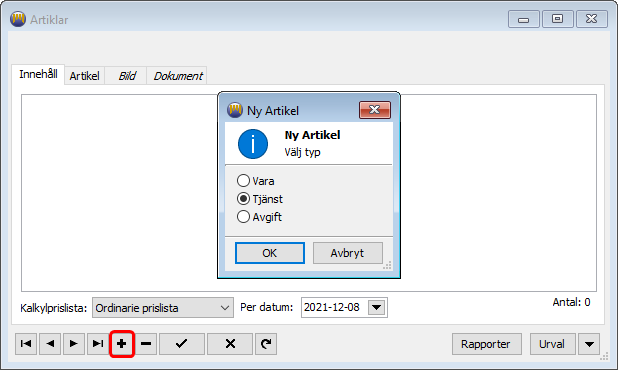 Artiklar
Innehåll Artikel Bild Dokument
Ny Artikel
Ny Artikel
Välj typ
Vara
Tjänst
Avgift
OK Avbryt
Kalkylprislista: Ordinarie prislista Per datum: 2021-12-08 Antal: 0
Rapporter Urval